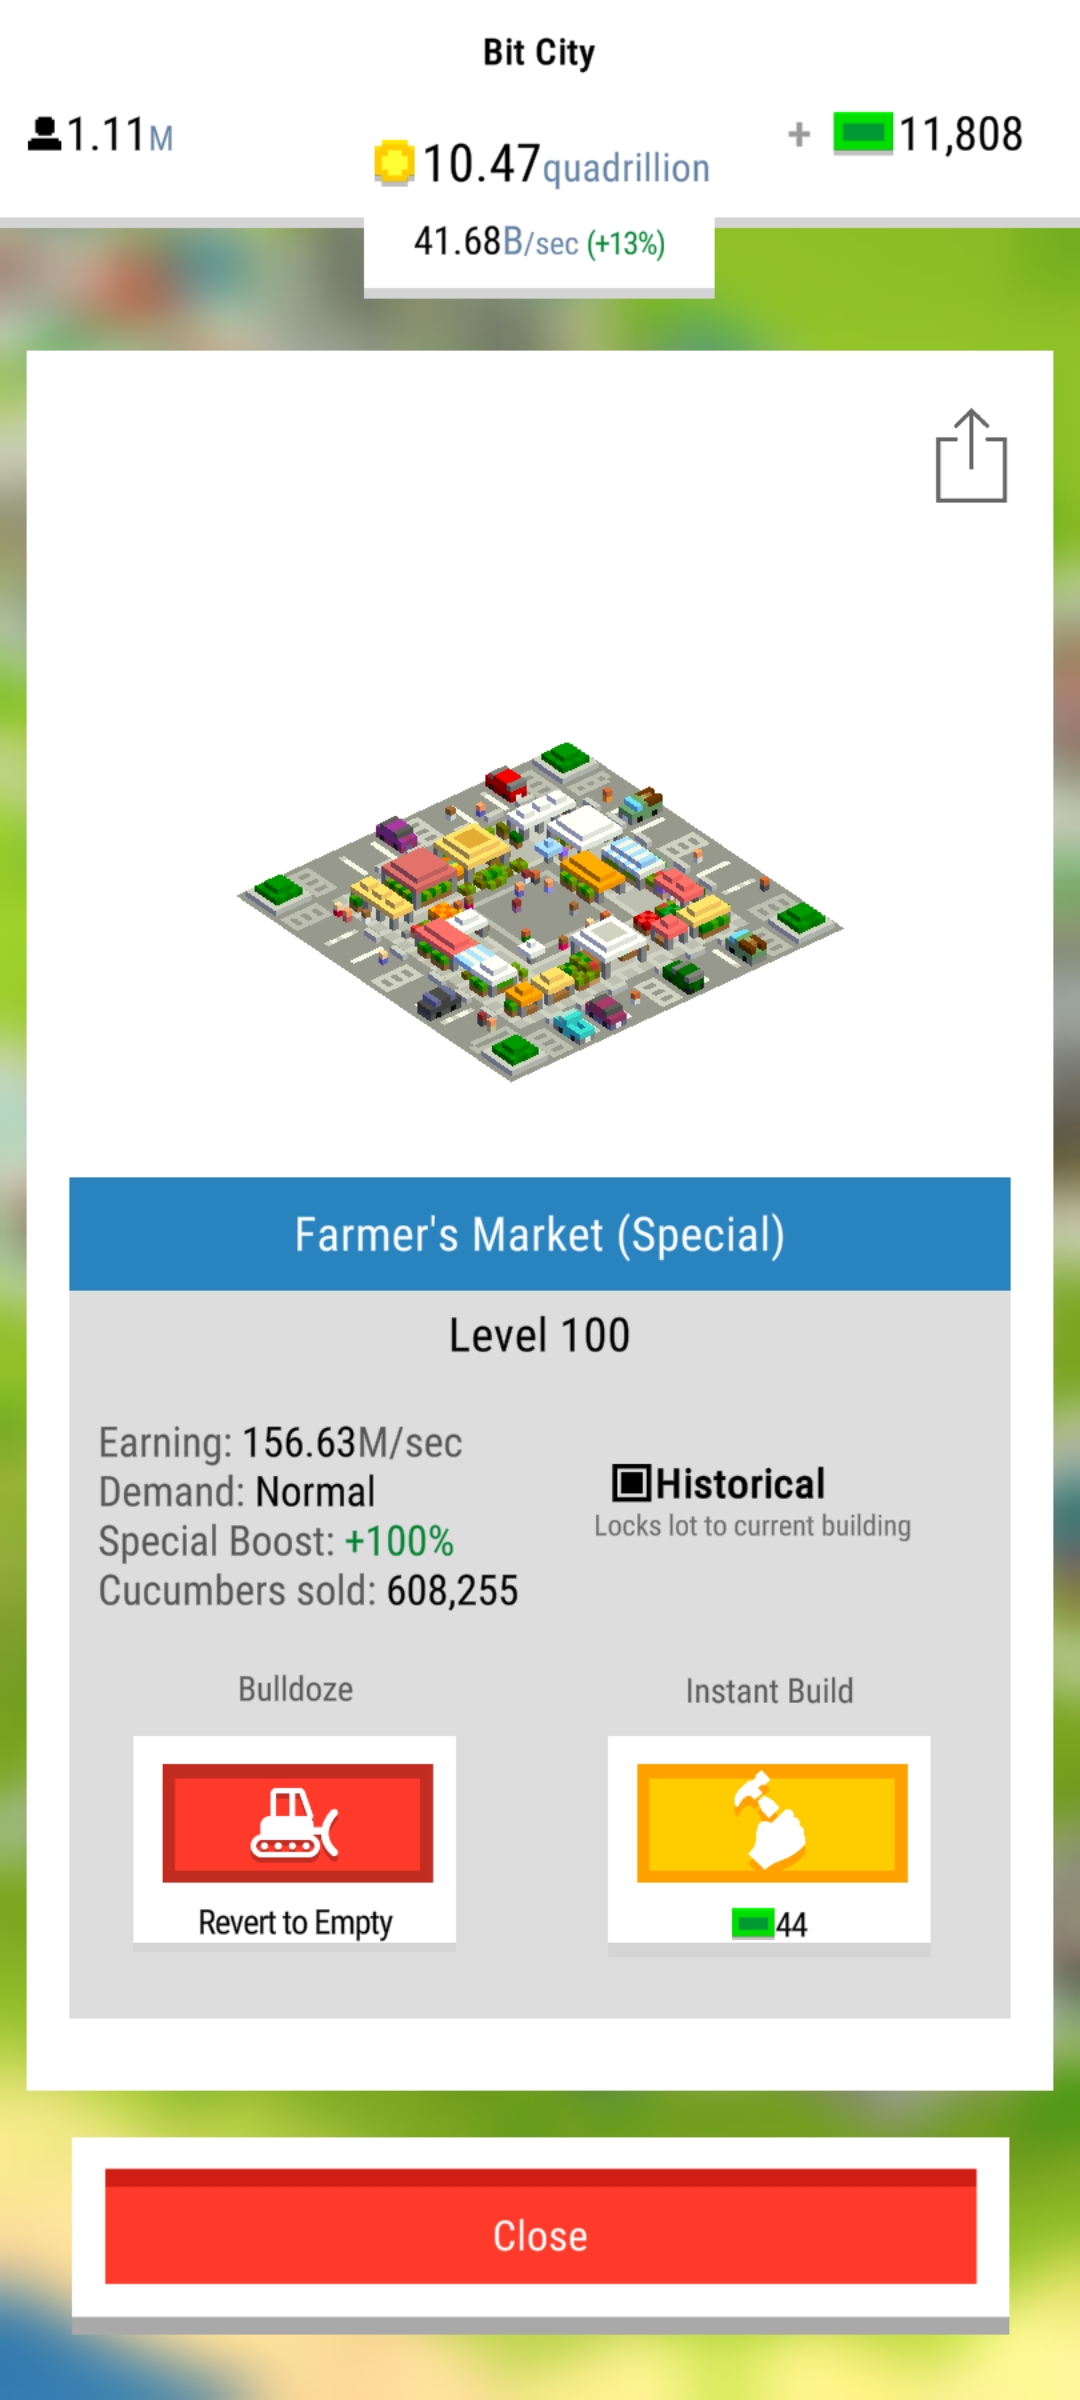 Bit City
1.11M
10.47quadrillion
+ 11,808
41.68B/sec (+13%)
Farmer's Market (Special)
Level 100
Earning: 156.63M/sec
Demand: Normal
Special Boost: +100%
Cucumbers sold: 608,255
Historical
Locks lot to current building
Bulldoze
Instant Build
Revert to Empty
44
Close